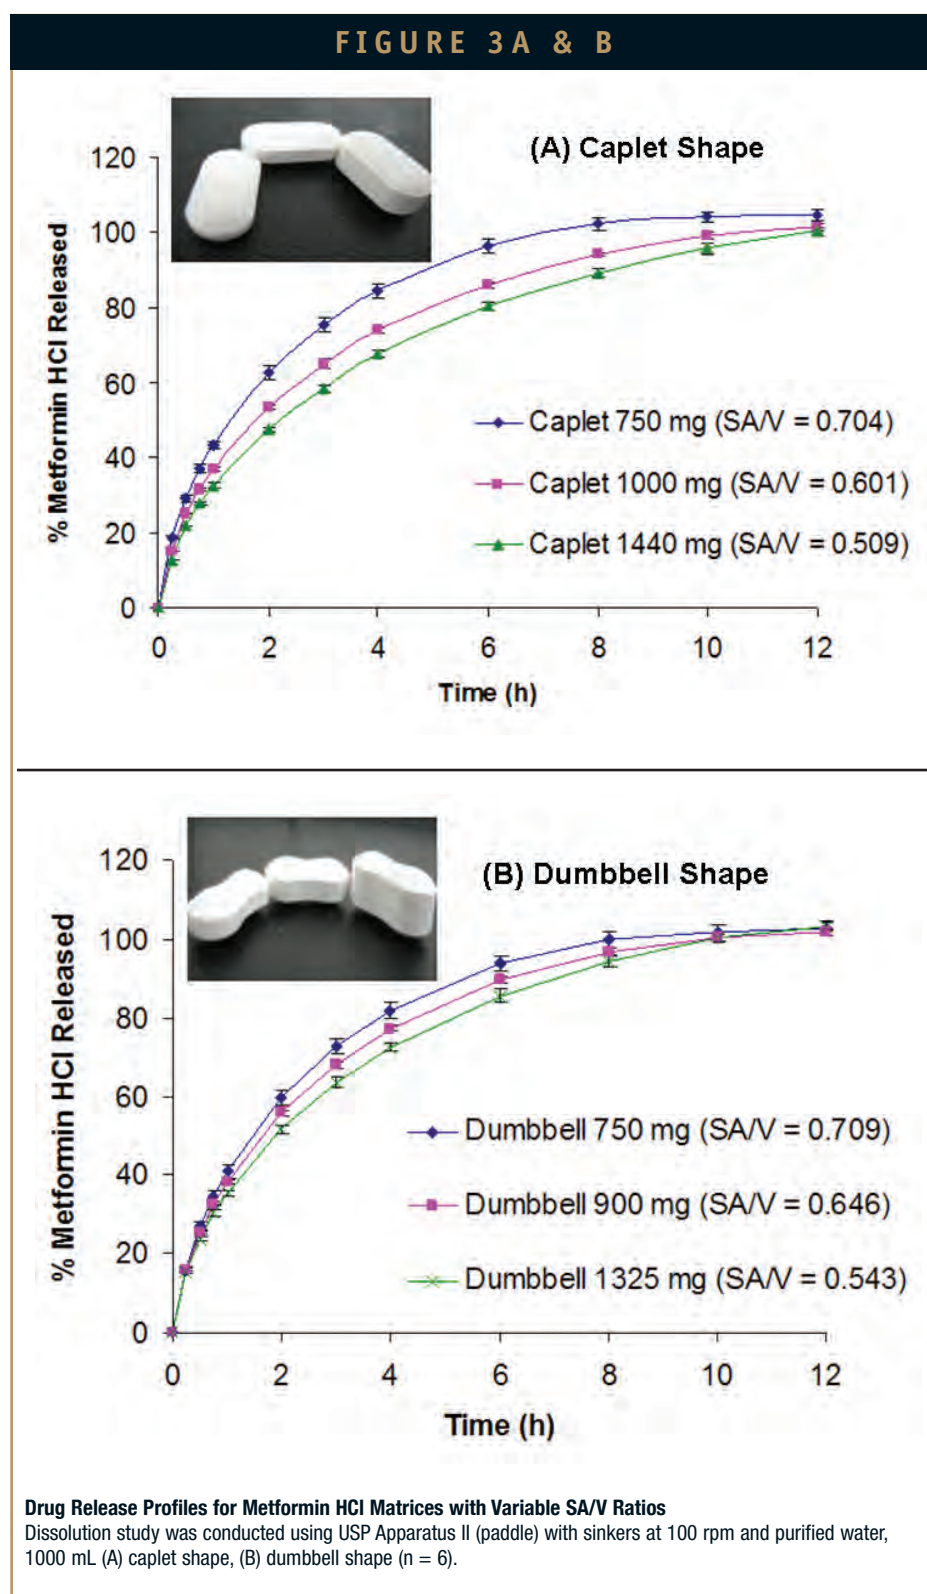 FIGURE 3A & B
(A) Caplet Shape
120
100
80
60
40
20
0
% Metformin HCl Released
Caplet 750 mg (SA/V = 0.704)
Caplet 1000 mg (SA/V = 0.601)
Caplet 1440 mg (SA/V = 0.509)
0 2 4 6 8 10 12
Time (h)
(B) Dumbbell Shape
120
100
80
60
40
20
0
% Metformin HCl Released
Dumbbell 750 mg (SA/V = 0.709)
Dumbbell 900 mg (SA/V = 0.646)
Dumbbell 1325 mg (SA/V = 0.543)
0 2 4 6 8 10 12
Time (h)
Drug Release Profiles for Metformin HCl Matrices with Variable SA/V Ratios
Dissolution study was conducted using USP Apparatus II (paddle) with sinkers at 100 rpm and purified water,
1000 mL (A) caplet shape, (B) dumbbell shape (n = 6).